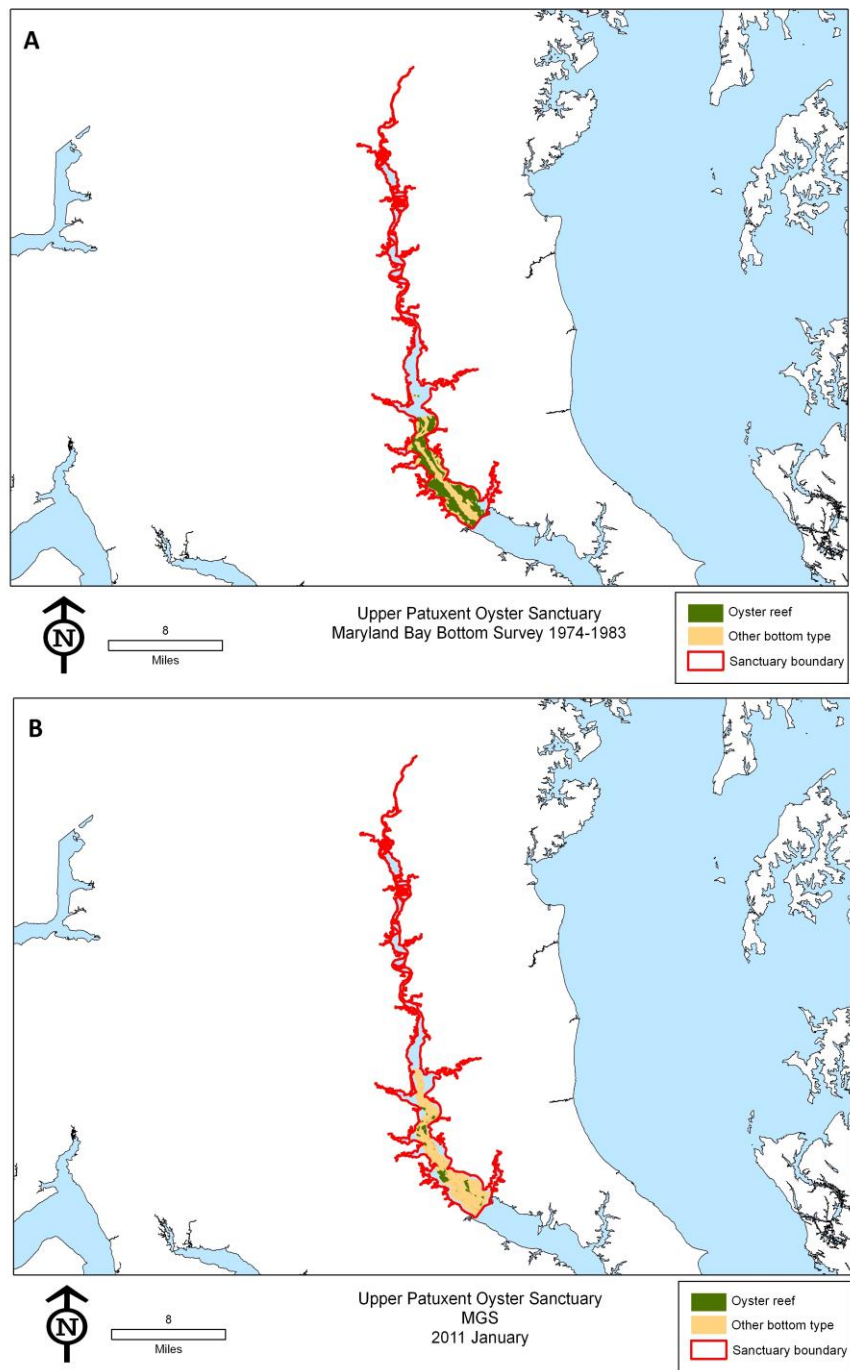 A
N
8
Miles
Upper Patuxent Oyster Sanctuary
Maryland Bay Bottom Survey 1974-1983
Oyster reef
Other bottom type
Sanctuary boundary
B
N
8
Miles
Upper Patuxent Oyster Sanctuary
MGS
2011 January
Oyster reef
Other bottom type
Sanctuary boundary